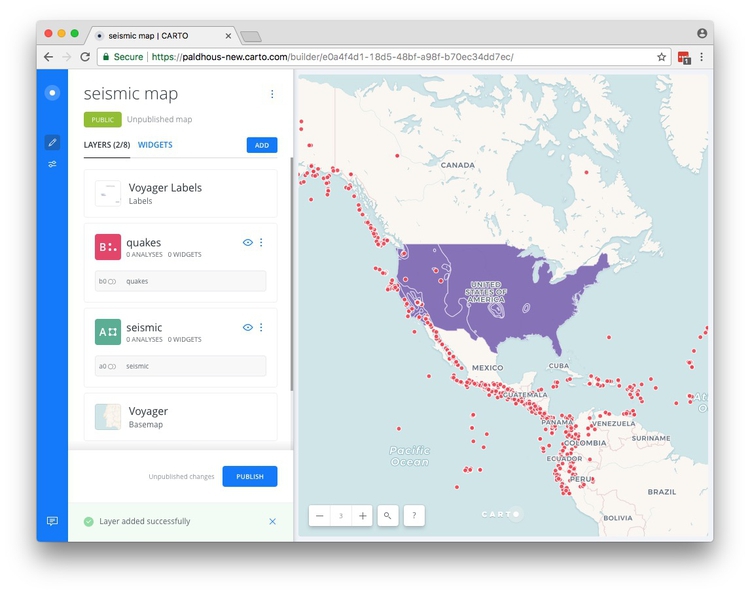 seismic map | CARTO
Secure | https://paldhous-new.carto.com/builder/e0a4f4d1-18d5-48bf-a98f-b70ec34dd7ec/
1
seismic map
PUBLIC Unpublished map
LAYERS (2/8) WIDGETS ADD
Voyager Labels
Labels
B
quakes
0 ANALYSES 0 WIDGETS
b0 quakes
A
seismic
0 ANALYSES 0 WIDGETS
a0 seismic
Voyager
Basemap
Unpublished changes PUBLISH
Layer added successfully
CANADA
UNITED
STATES OF
AMERICA
MEXICO
CUBA
GUATEMALA
PANAMA
VENEZUELA
COLOMBIA
SURINAME
ECUADOR
Pacific
Ocean
PERU
BRAZIL
BOLIVIA
3
?
CARTO